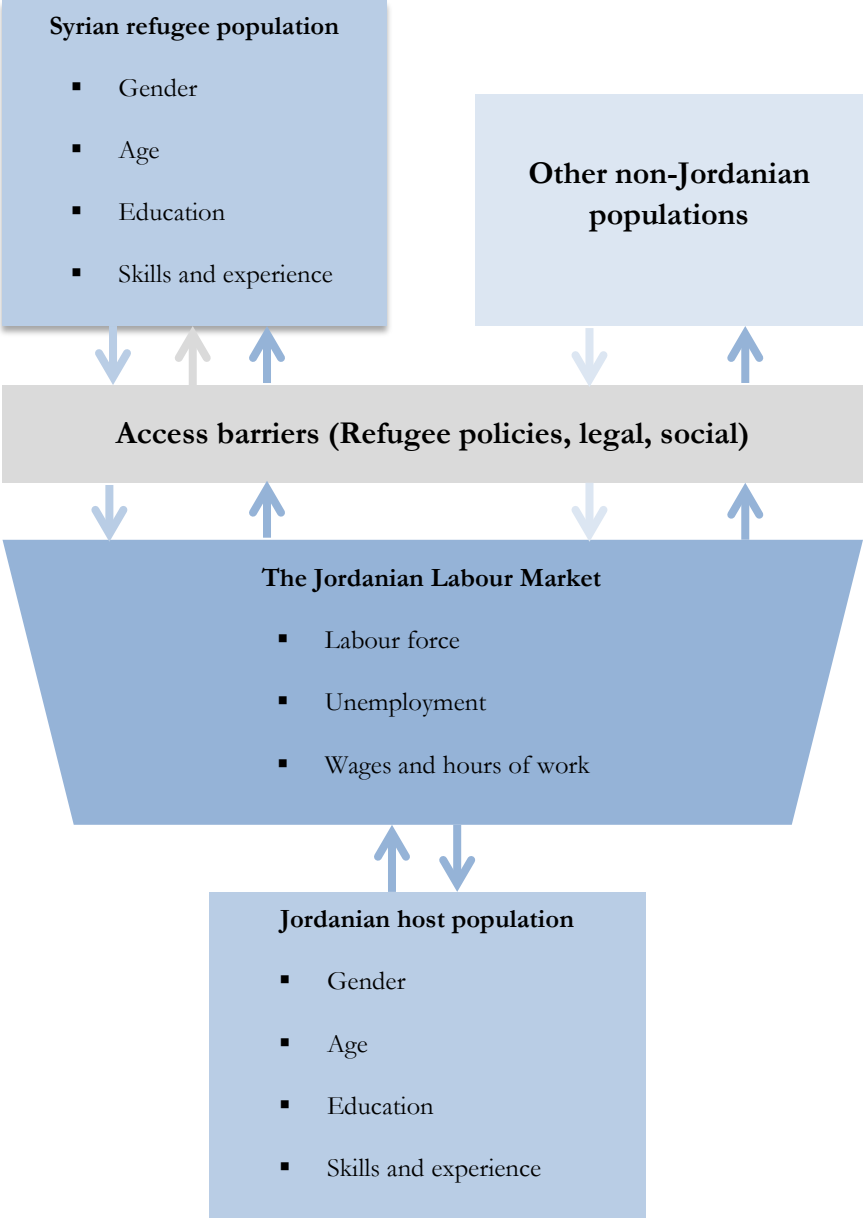 Syrian refugee population
▪ Gender
▪ Age
▪ Education
▪ Skills and experience
Other non-Jordanian
populations
Access barriers (Refugee policies, legal, social)
The Jordanian Labour Market
▪ Labour force
▪ Unemployment
▪ Wages and hours of work
Jordanian host population
▪ Gender
▪ Age
▪ Education
▪ Skills and experience